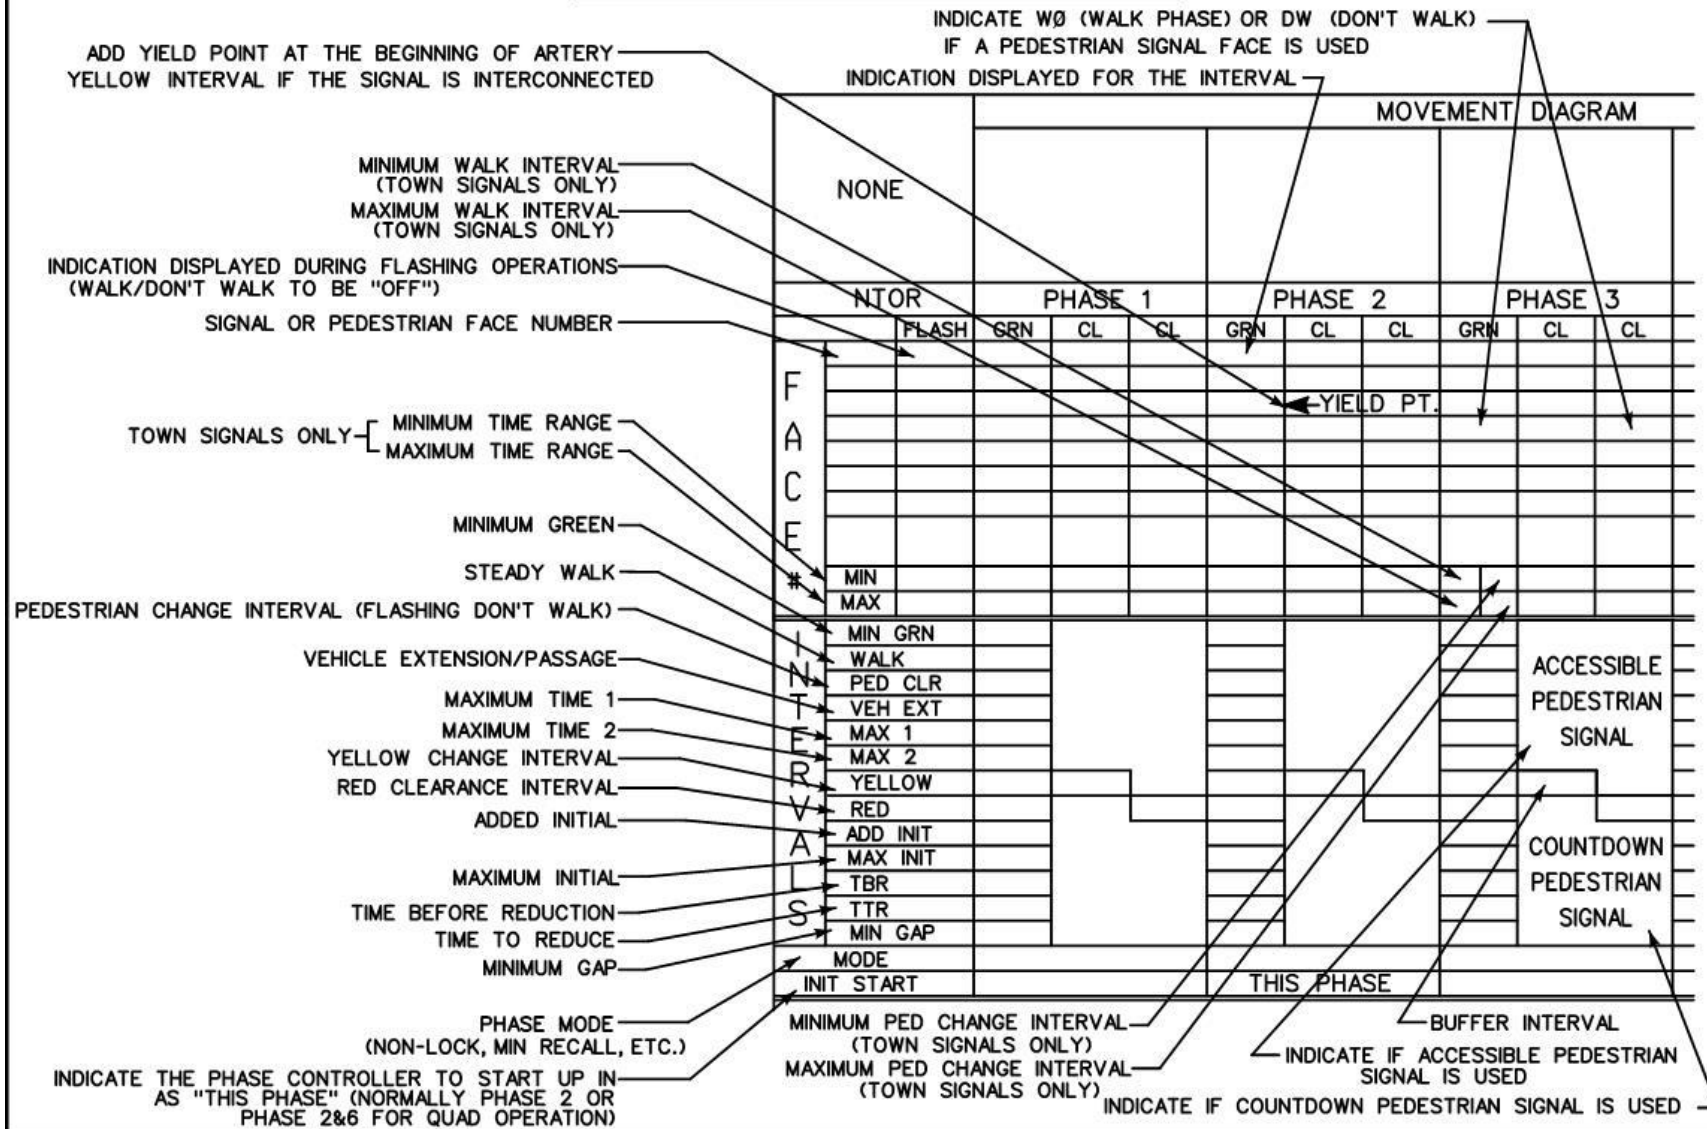 INDICATE WØ (WALK PHASE) OR DW (DON'T WALK)
IF A PEDESTRIAN SIGNAL FACE IS USED
ADD YIELD POINT AT THE BEGINNING OF ARTERY
YELLOW INTERVAL IF THE SIGNAL IS INTERCONNECTED
INDICATION DISPLAYED FOR THE INTERVAL
MINIMUM WALK INTERVAL
(TOWN SIGNALS ONLY)
MAXIMUM WALK INTERVAL
(TOWN SIGNALS ONLY)
INDICATION DISPLAYED DURING FLASHING OPERATIONS
(WALK/DON'T WALK TO BE "OFF")
SIGNAL OR PEDESTRIAN FACE NUMBER
TOWN SIGNALS ONLY
MINIMUM TIME RANGE
MAXIMUM TIME RANGE
MINIMUM GREEN
STEADY WALK
PEDESTRIAN CHANGE INTERVAL (FLASHING DON'T WALK)
VEHICLE EXTENSION/PASSAGE
MAXIMUM TIME 1
MAXIMUM TIME 2
YELLOW CHANGE INTERVAL
RED CLEARANCE INTERVAL
ADDED INITIAL
MAXIMUM INITIAL
TIME BEFORE REDUCTION
TIME TO REDUCE
MINIMUM GAP
PHASE MODE
(NON-LOCK, MIN RECALL, ETC.)
INDICATE THE PHASE CONTROLLER TO START UP IN
AS "THIS PHASE" (NORMALLY PHASE 2 OR
PHASE 2&6 FOR QUAD OPERATION)
MOVEMENT DIAGRAM
NONE
NTOR PHASE 1 PHASE 2 PHASE 3
FLASH GRN CL CL GRN CL CL GRN CL CL
FACE #
YIELD PT.
MIN
MAX
INTERVALS
MIN GRN
WALK
PED CLR
VEH EXT
MAX 1
MAX 2
YELLOW
RED
ADD INIT
MAX INIT
TBR
TTR
MIN GAP
MODE
INIT START THIS PHASE
ACCESSIBLE
PEDESTRIAN
SIGNAL
COUNTDOWN
PEDESTRIAN
SIGNAL
MINIMUM PED CHANGE INTERVAL
(TOWN SIGNALS ONLY)
MAXIMUM PED CHANGE INTERVAL
(TOWN SIGNALS ONLY)
BUFFER INTERVAL
INDICATE IF ACCESSIBLE PEDESTRIAN
SIGNAL IS USED
INDICATE IF COUNTDOWN PEDESTRIAN SIGNAL IS USED